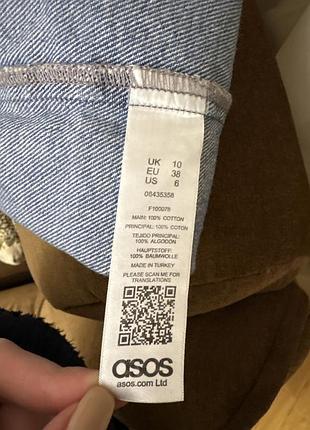 UK 10
EU 38
US 6
08435358
F100078
MAIN: 100% COTTON
PRINCIPAL: 100% COTON
TEJIDO PRINCIPAL:
100% ALGODÓN
HAUPTSTOFF:
100% BAUMWOLLE
MADE IN TURKEY
PLEASE SCAN ME FOR
TRANSLATIONS
asos
asos.com Ltd